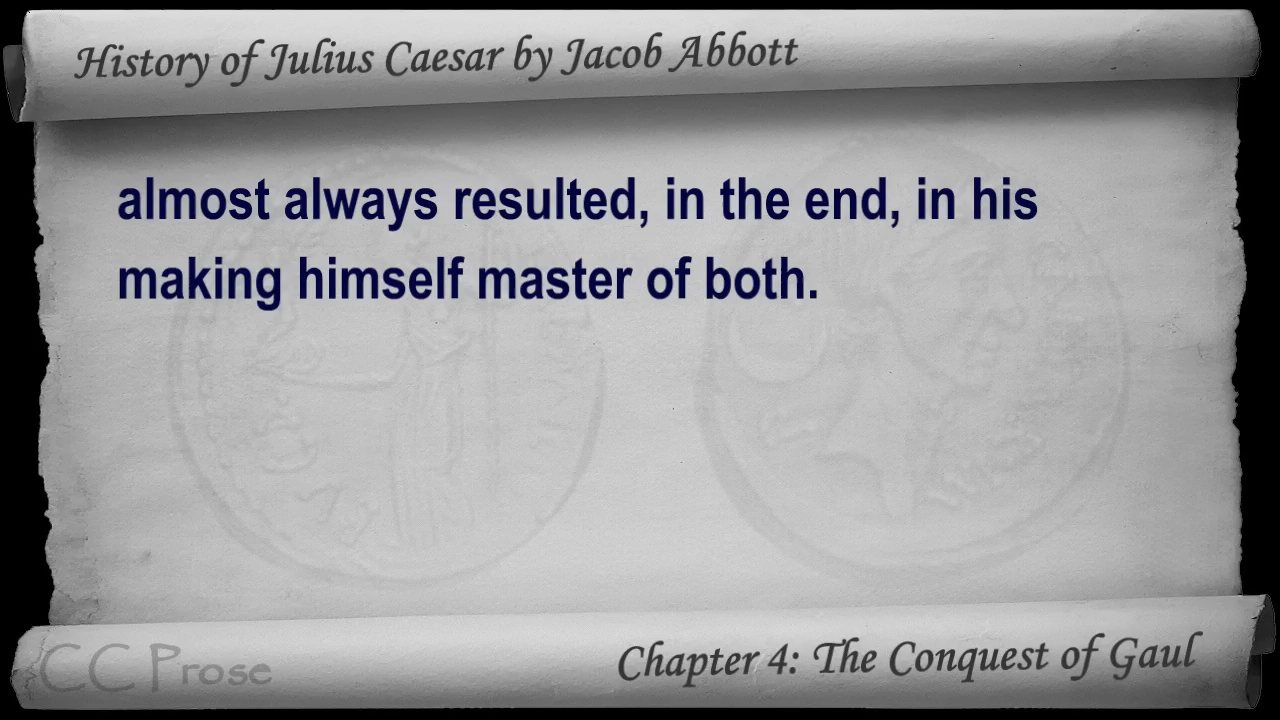 History of Julius Caesar by Jacob Abbott
almost always resulted, in the end, in his
making himself master of both.
CC Prose
Chapter 4: The Conquest of Gaul